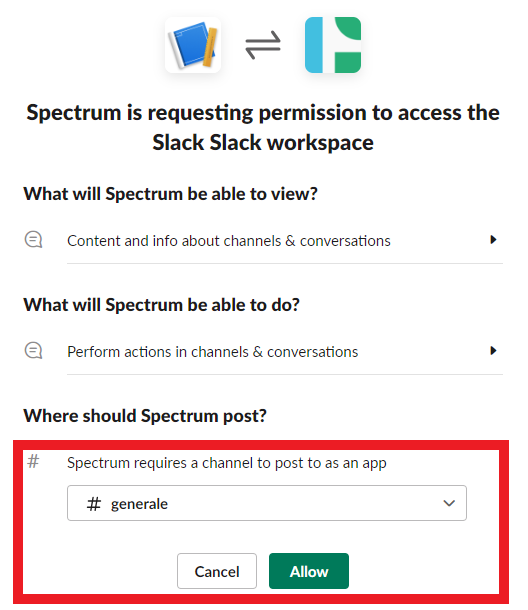 Spectrum is requesting permission to access the
Slack Slack workspace
What will Spectrum be able to view?
Content and info about channels & conversations
What will Spectrum be able to do?
Perform actions in channels & conversations
Where should Spectrum post?
# Spectrum requires a channel to post to as an app
# generale
Cancel Allow